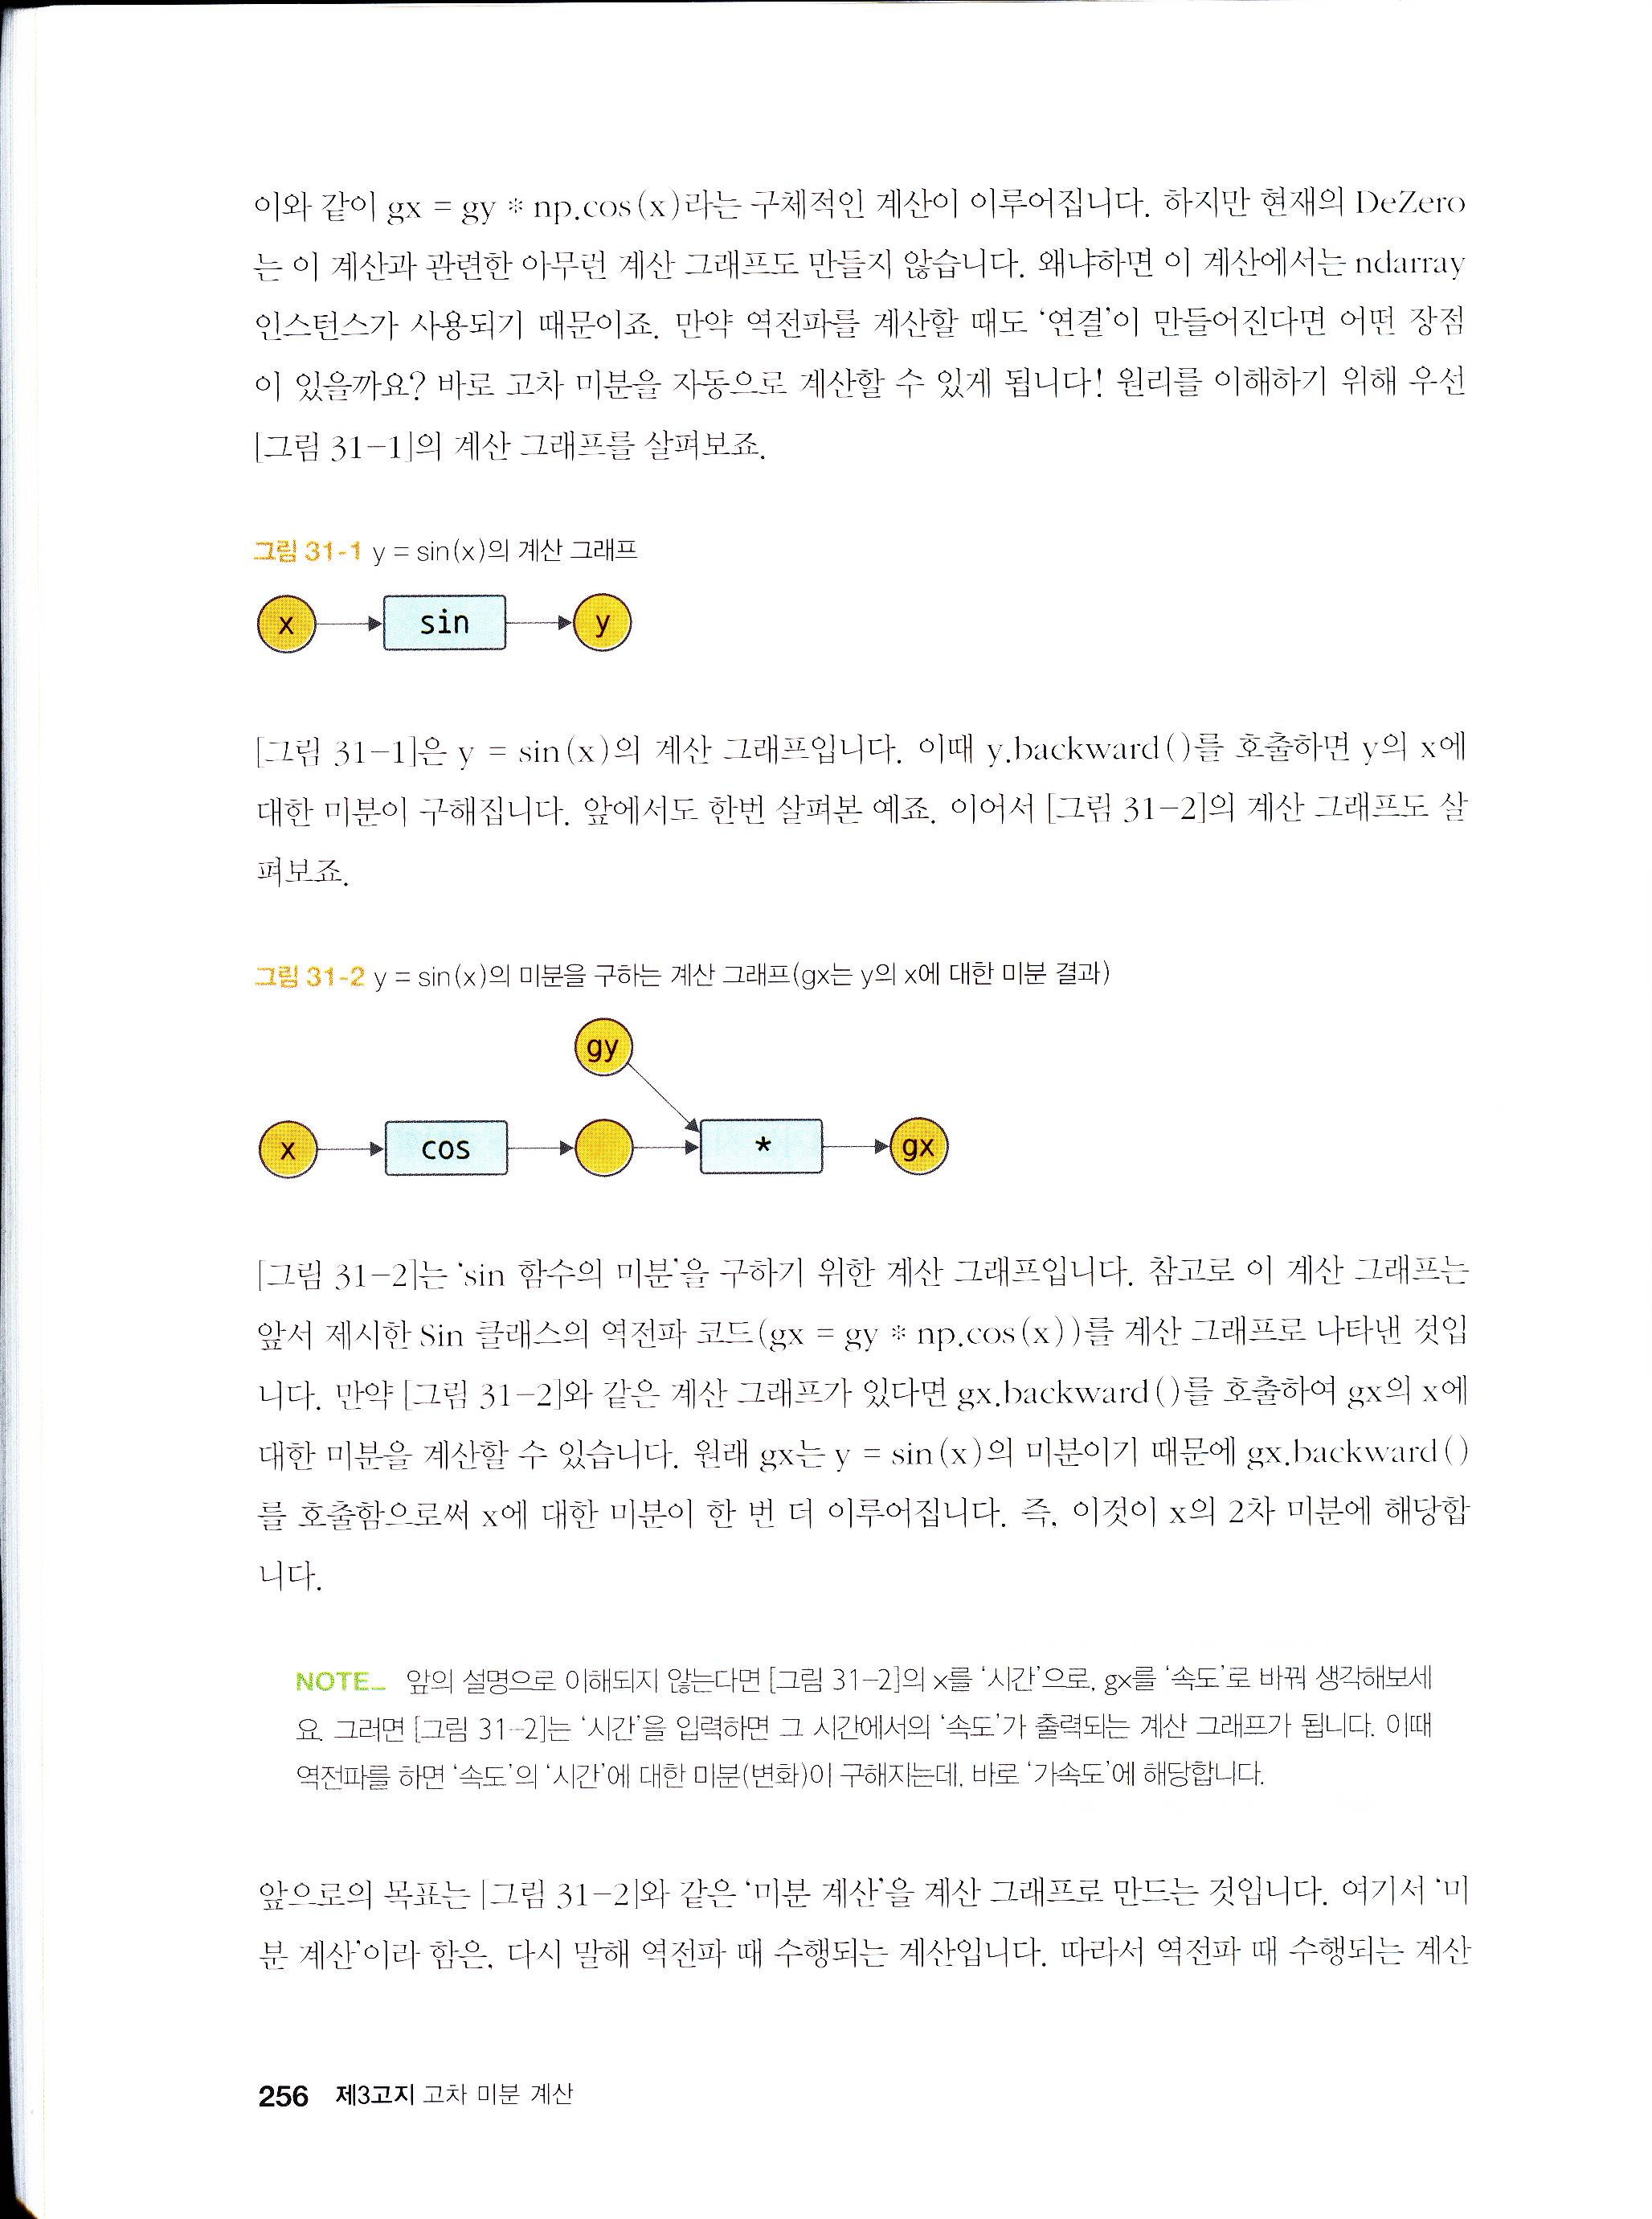 이와 같이 gx = gy * np.cos(x)라는 구체적인 계산이 이루어집니다. 하지만 현재의 DeZero
는 이 계산과 관련한 아무런 계산 그래프도 만들지 않습니다. 왜냐하면 이 계산에서는 ndarray
인스턴스가 사용되기 때문이죠. 만약 역전파를 계산할 때도 ‘연결’이 만들어진다면 어떤 장점
이 있을까요? 바로 고차 미분을 자동으로 계산할 수 있게 됩니다! 원리를 이해하기 위해 우선
[그림 31-1]의 계산 그래프를 살펴보죠.
그림 31-1 y = sin(x)의 계산 그래프
x sin y
[그림 31-1]은 y = sin(x)의 계산 그래프입니다. 이때 y.backward()를 호출하면 y의 x에
대한 미분이 구해집니다. 앞에서도 한번 살펴본 예죠. 이어서 [그림 31-2]의 계산 그래프도 살
펴보죠.
그림 31-2 y = sin(x)의 미분을 구하는 계산 그래프(gx는 y의 x에 대한 미분 결과)
gy
x cos * gx
[그림 31-2]는 ‘sin 함수의 미분’을 구하기 위한 계산 그래프입니다. 참고로 이 계산 그래프는
앞서 제시한 Sin 클래스의 역전파 코드(gx = gy * np.cos(x))를 계산 그래프로 나타낸 것입
니다. 만약 [그림 31-2]와 같은 계산 그래프가 있다면 gx.backward()를 호출하여 gx의 x에
대한 미분을 계산할 수 있습니다. 원래 gx는 y = sin(x)의 미분이기 때문에 gx.backward()
를 호출함으로써 x에 대한 미분이 한 번 더 이루어집니다. 즉, 이것이 x의 2차 미분에 해당합
니다.
NOTE_ 앞의 설명으로 이해되지 않는다면 [그림 31-2]의 x를 ‘시간’으로, gx를 ‘속도’로 바꿔 생각해보세
요. 그러면 [그림 31-2]는 ‘시간’을 입력하면 그 시간에서의 ‘속도’가 출력되는 계산 그래프가 됩니다. 이때
역전파를 하면 ‘속도’의 ‘시간’에 대한 미분(변화)이 구해지는데, 바로 ‘가속도’에 해당합니다.
앞으로의 목표는 [그림 31-2]와 같은 ‘미분 계산’을 계산 그래프로 만드는 것입니다. 여기서 ‘미
분 계산’이라 함은, 다시 말해 역전파 때 수행되는 계산입니다. 따라서 역전파 때 수행되는 계산
256 제3고지 고차 미분 계산